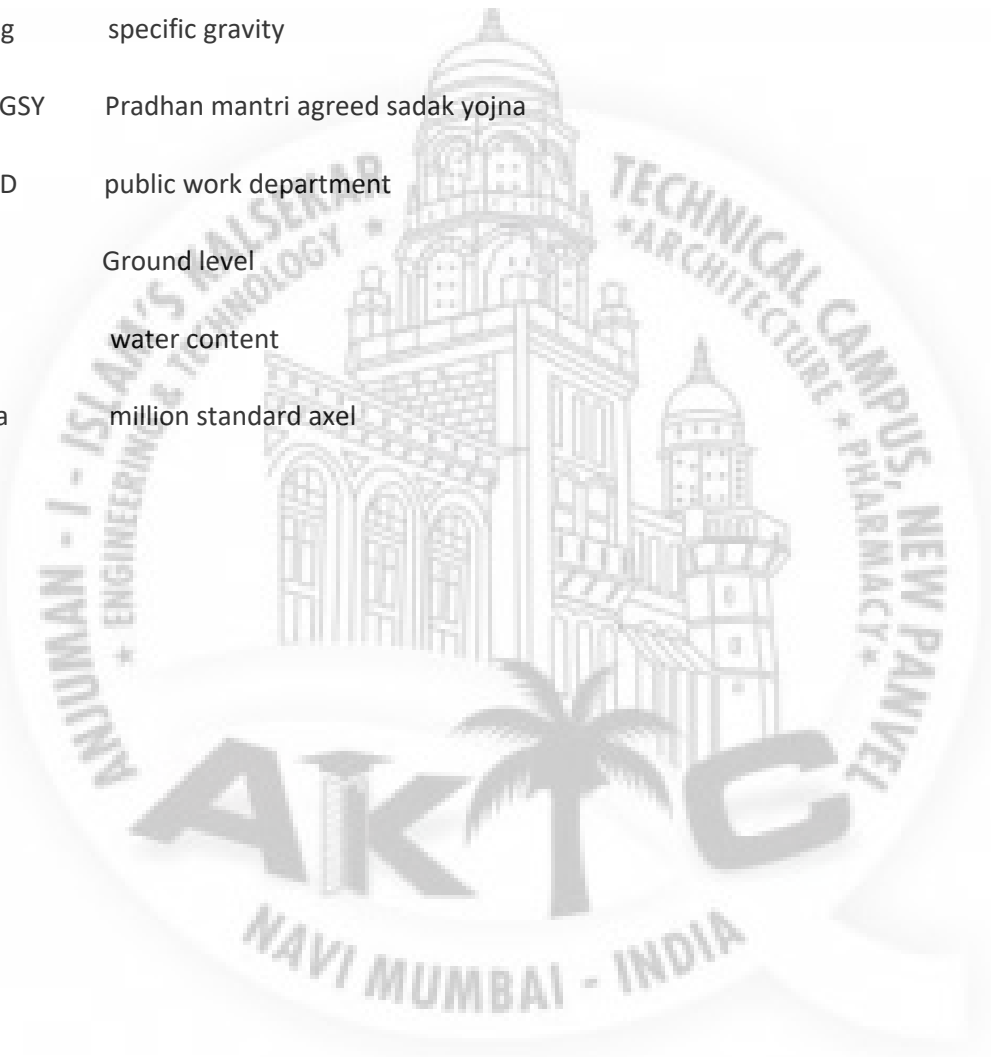 g specific gravity
GSY Pradhan mantri agreed sadak yojna
D public work department
Ground level
water content
a million standard axel
ANJUMAN - I - ISLAM'S KALSEKAR TECHNICAL CAMPUS, NEW PANVEL
* ENGINEERING & TECHNOLOGY * *ARCHITECTURE * PHARMACY*
AKTC
NAVI MUMBAI - INDIA